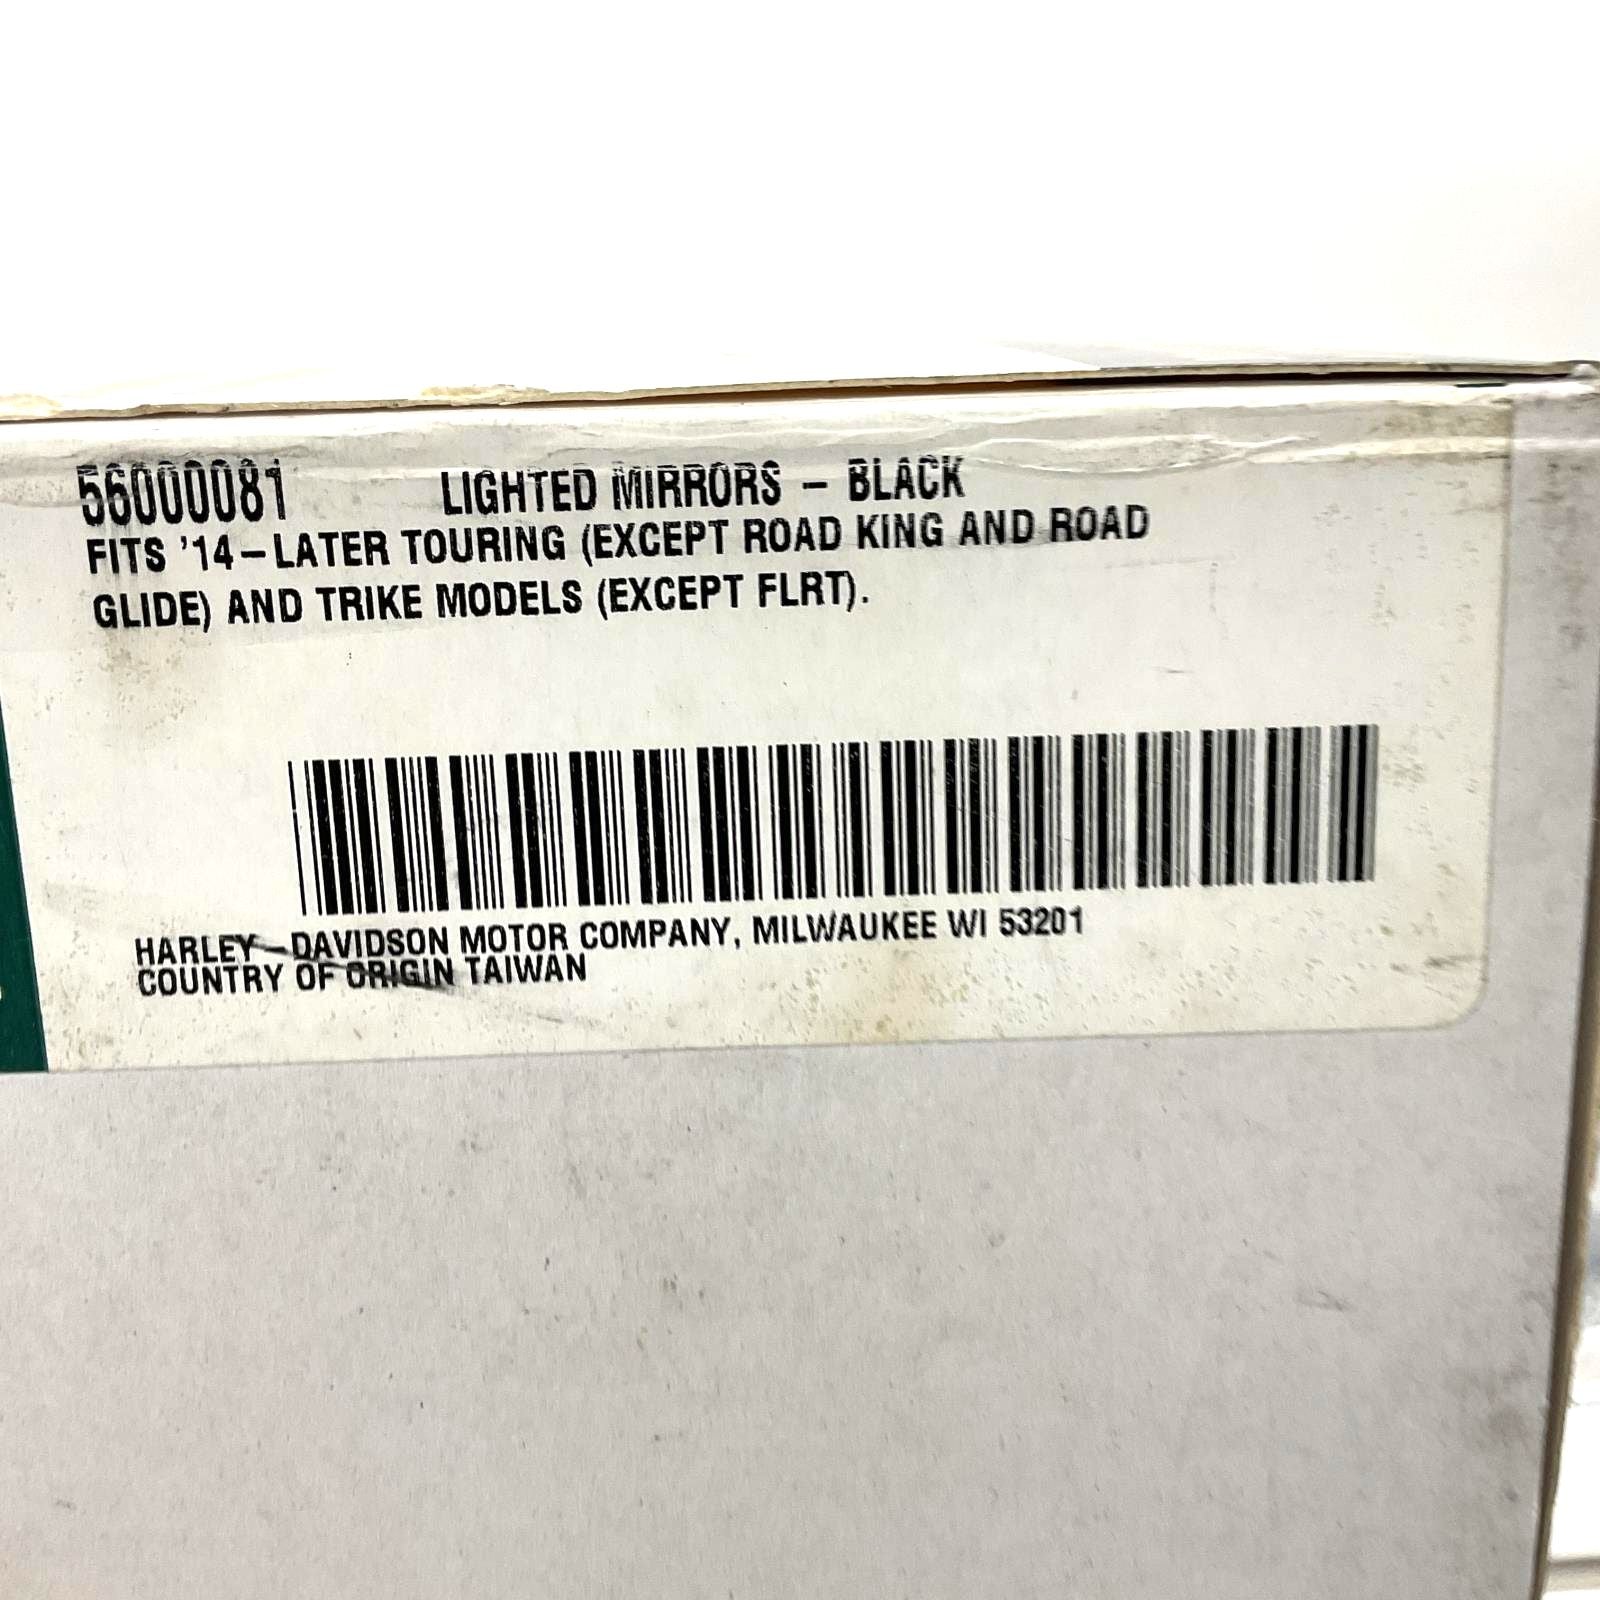 56000081 LIGHTED MIRRORS - BLACK
FITS '14-LATER TOURING (EXCEPT ROAD KING AND ROAD
GLIDE) AND TRIKE MODELS (EXCEPT FLRT).
HARLEY-DAVIDSON MOTOR COMPANY, MILWAUKEE WI 53201
COUNTRY OF ORIGIN TAIWAN